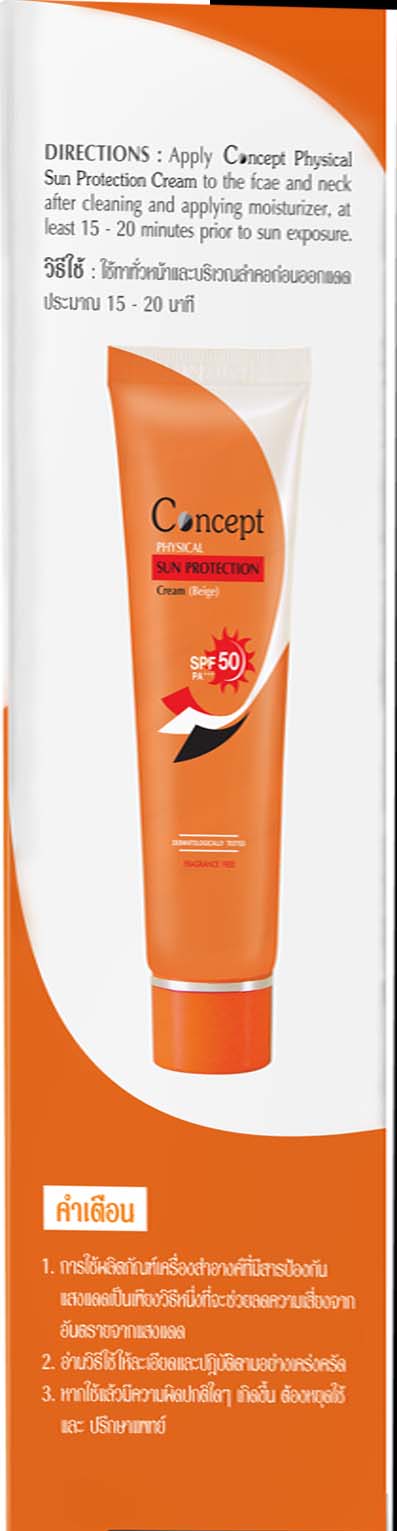 DIRECTIONS : Apply Concept Physical
Sun Protection Cream to the fcae and neck
after cleaning and applying moisturizer, at
least 15 - 20 minutes prior to sun exposure.
วิธีใช้ : ใช้ทาทั่วหน้าและบริเวณลำคอก่อนออกแดด
ประมาณ 15 - 20 นาที
Concept
PHYSICAL
SUN PROTECTION
Cream (Beige)
SPF 50
PA+++
DERMATOLOGICALLY TESTED
FRAGRANCE FREE
คำเตือน
1. การใช้ผลิตภัณฑ์เครื่องสำอางค์ที่มีสารป้องกัน
แสงแดดเป็นเพียงวิธีหนึ่งที่จะช่วยลดความเสี่ยงจาก
อันตรายจากแสงแดด
2. อ่านวิธีใช้ให้ละเอียดและปฏิบัติตามอย่างเคร่งครัด
3. หากใช้แล้วมีความผิดปกติใดๆ เกิดขึ้น ต้องหยุดใช้
และ ปรึกษาแพทย์